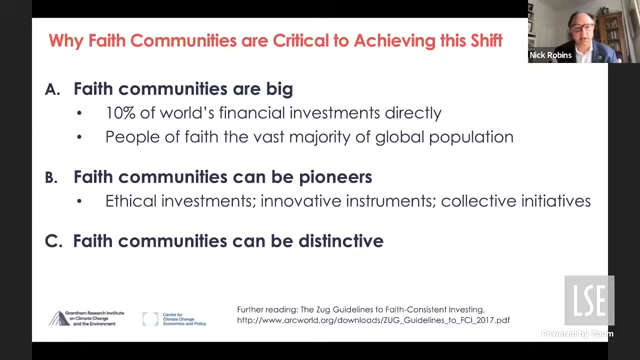 Why Faith Communities are Critical to Achieving this Shift
Nick Robins
A. Faith communities are big
• 10% of world's financial investments directly
• People of faith the vast majority of global population
B. Faith communities can be pioneers
• Ethical investments; innovative instruments; collective initiatives
C. Faith communities can be distinctive
Grantham Research Institute
on Climate Change
and the Environment
Centre for
Climate Change
Economics and Policy
Further reading: The Zug Guidelines to Faith-Consistent Investing.
http://www.arcworld.org/downloads/ZUG_Guidelines_to_FCI_2017.pdf
LSE
Powered by Zoom